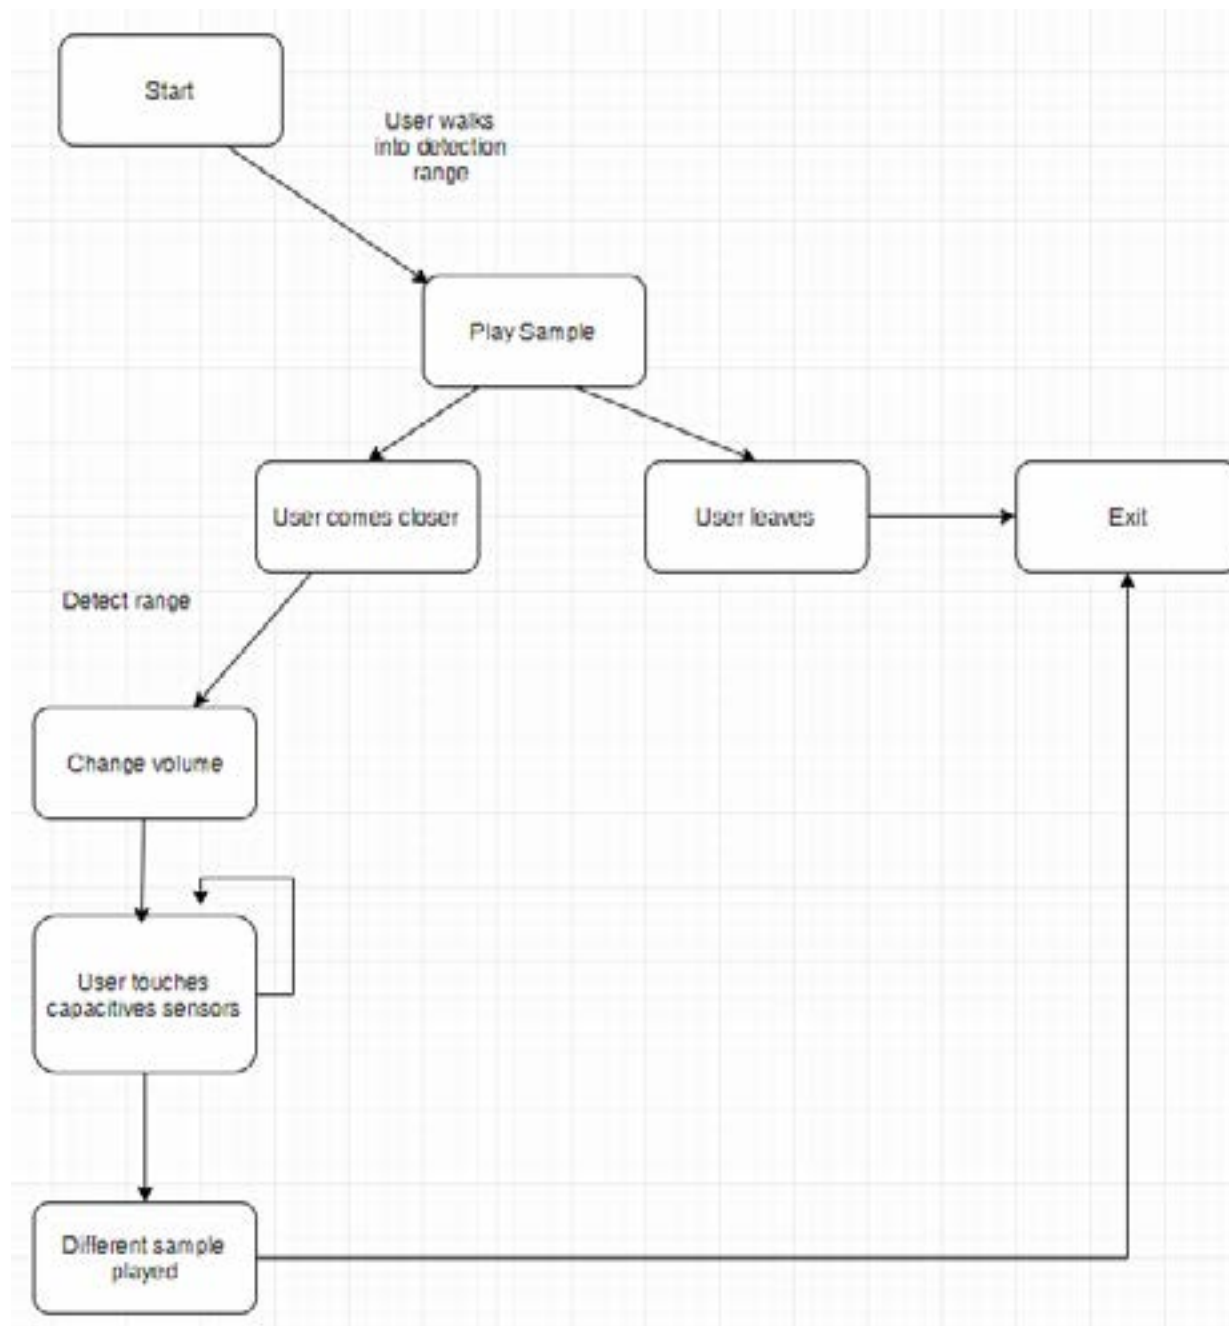 Start
User walks
into detection
range
Play Sample
User comes closer
User leaves
Exit
Detect range
Change volume
User touches
capacitives sensors
Different sample
played